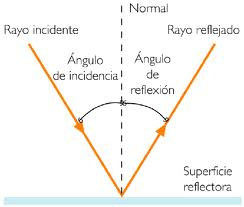 Normal
Rayo incidente
Rayo reflejado
Ángulo
de incidencia
Ángulo
de
reflexión
Superficie
reflectora